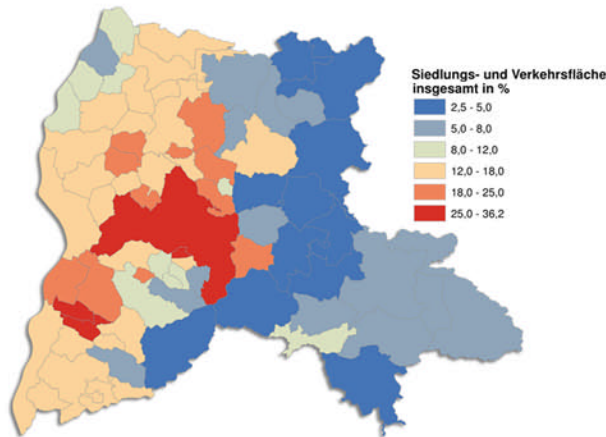 Siedlungs- und Verkehrsfläche
insgesamt in %
2,5 - 5,0
5,0 - 8,0
8,0 - 12,0
12,0 - 18,0
18,0 - 25,0
25,0 - 36,2